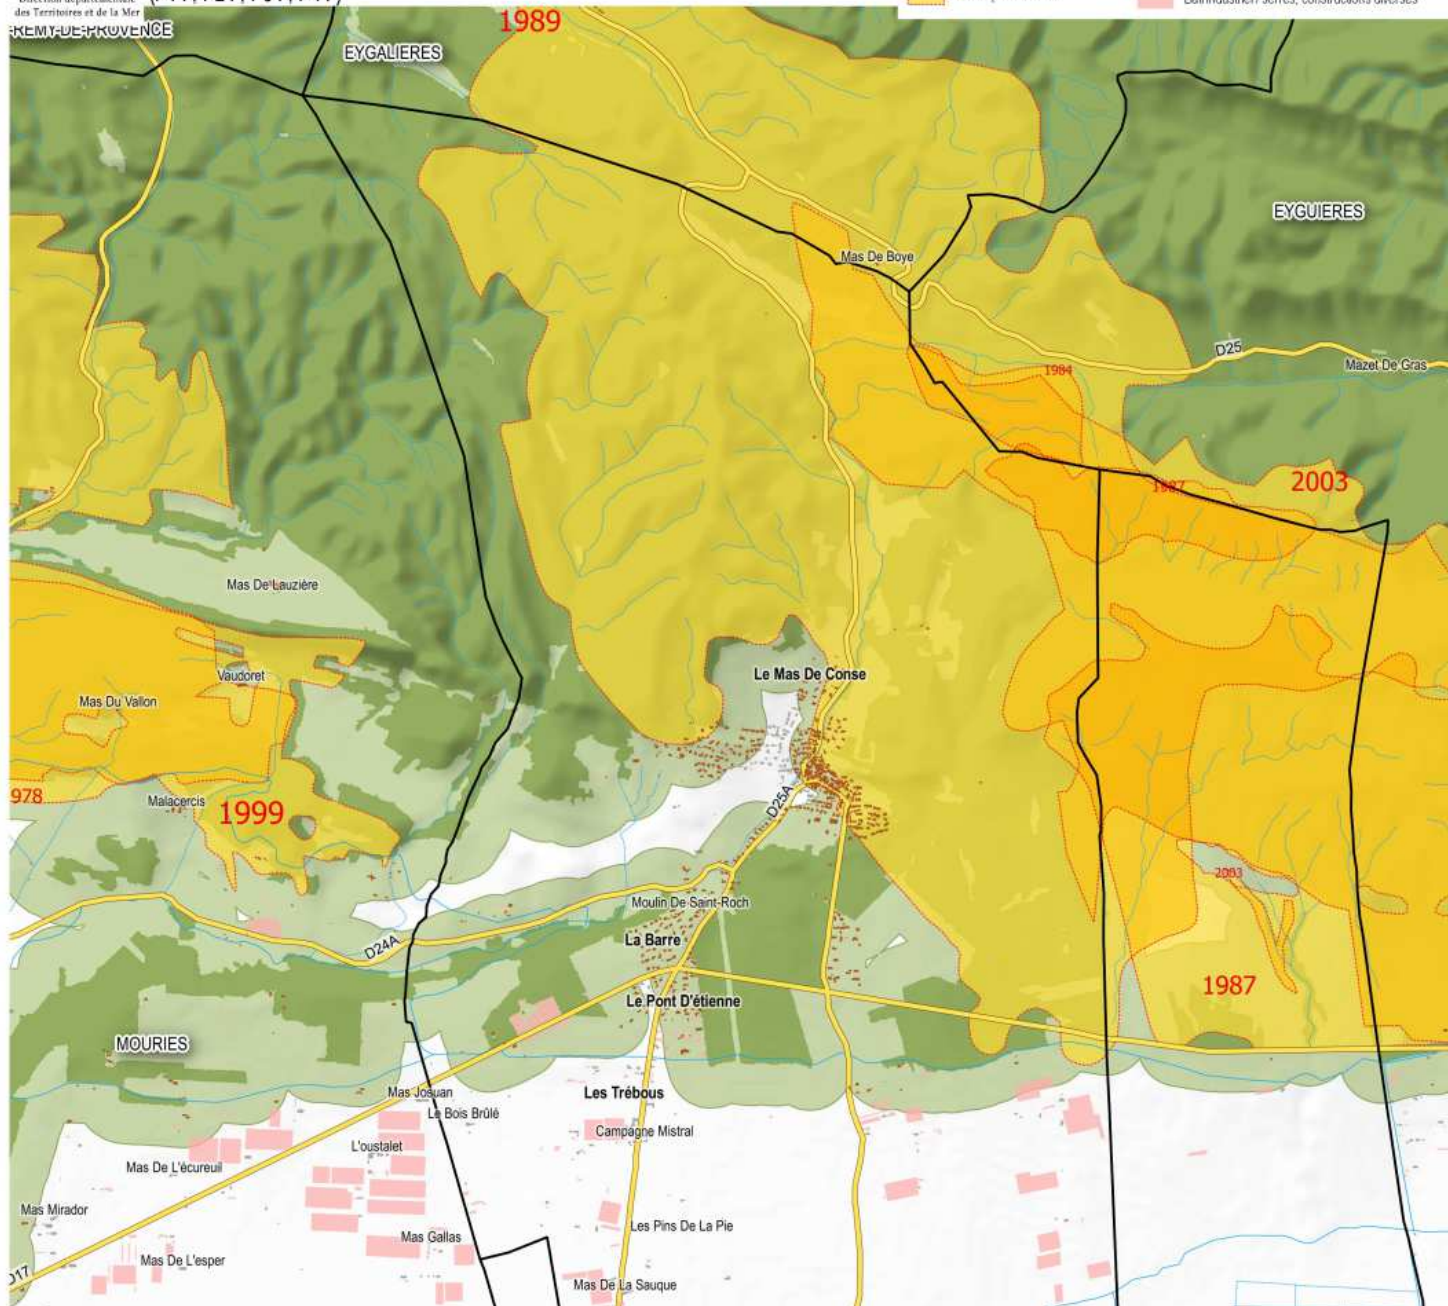 des Territoires et de la Mer
-REMY-DE-PROVENCE
EYGALIERES
1989
EYGUIERES
Mas De Boye
D25
Mazet De Gras
1984
1987
2003
Mas De Lauzière
Vaudoret
Mas Du Vallon
Le Mas De Conse
978
Malacercis
1999
D25A
2003
Moulin De Saint-Roch
La Barre
D24A
Le Pont D'étienne
1987
MOURIES
Mas Josuan
Les Trébous
Le Bois Brûlé
Campagne Mistral
L'oustalet
Mas De L'écureuil
Mas Mirador
Les Pins De La Pie
Mas Gallas
Mas De L'esper
D17
Mas De La Sauque